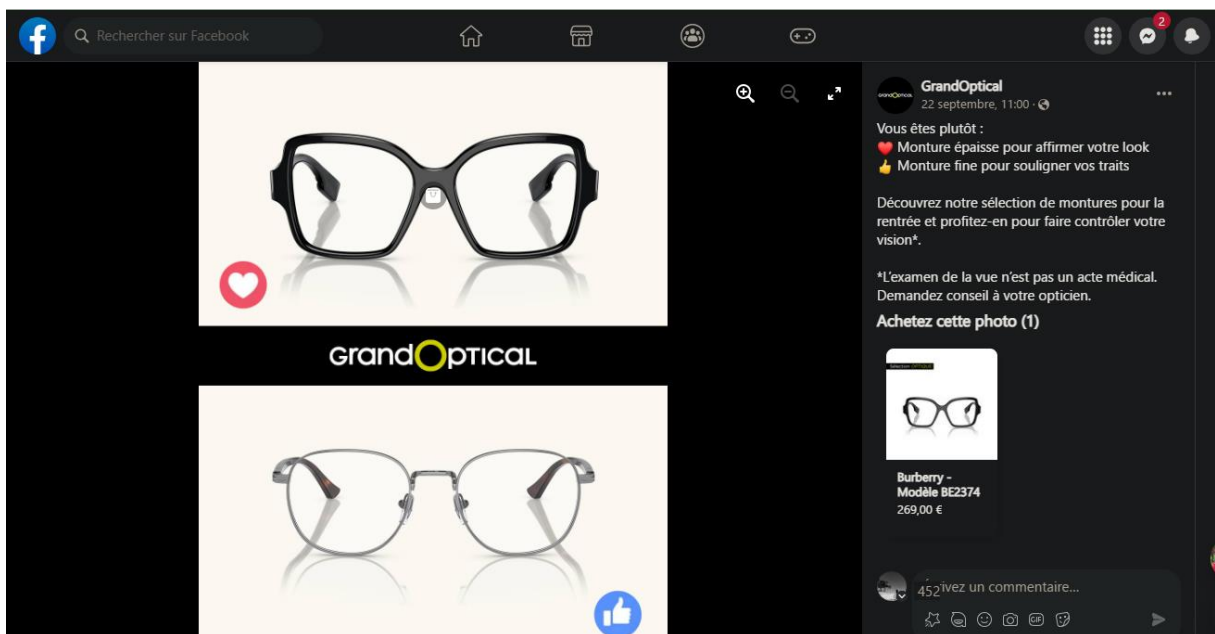 Rechercher sur Facebook
2
GrandOptical
22 septembre, 11:00
Vous êtes plutôt :
Monture épaisse pour affirmer votre look
Monture fine pour souligner vos traits
Découvrez notre sélection de montures pour la
rentrée et profitez-en pour faire contrôler votre
vision*.
*L'examen de la vue n'est pas un acte médical.
Demandez conseil à votre opticien.
Achetez cette photo (1)
GrandOptical
Burberry -
Modèle BE2374
269,00 €
452
ivez un commentaire...
GIF